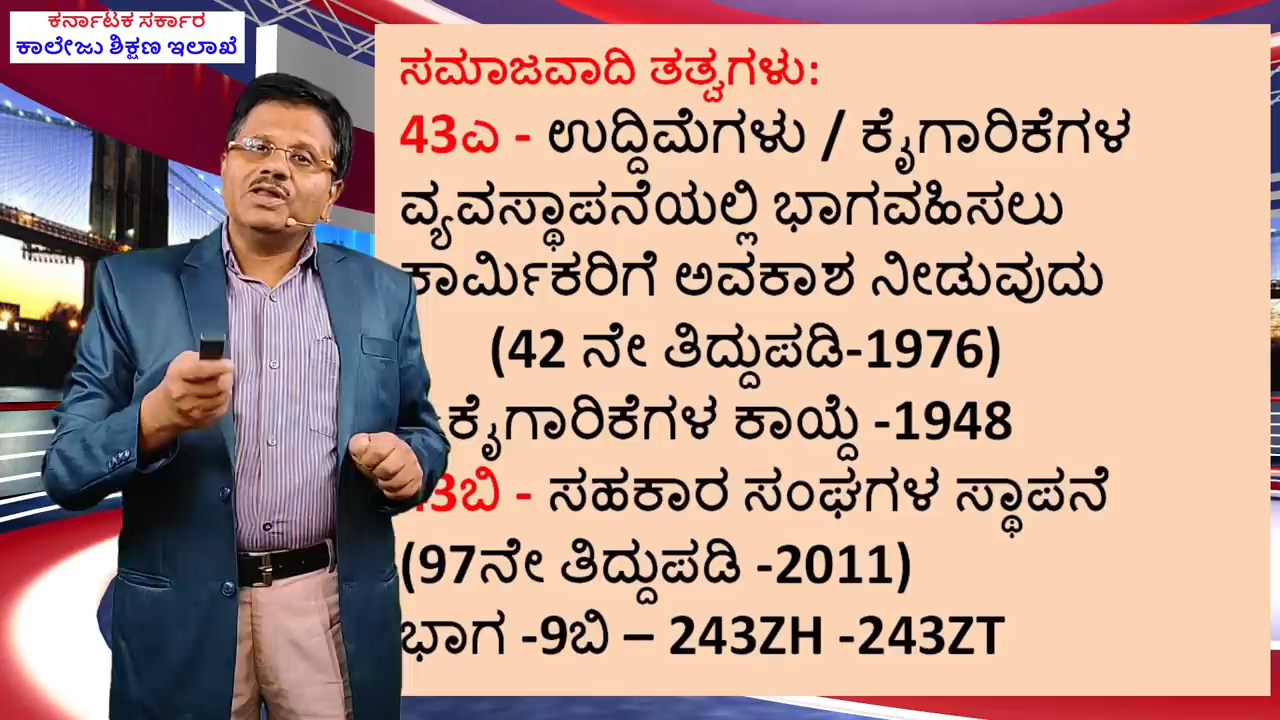 ಕರ್ನಾಟಕ ಸರ್ಕಾರ
ಕಾಲೇಜು ಶಿಕ್ಷಣ ಇಲಾಖೆ
ಸಮಾಜವಾದಿ ತತ್ವಗಳು:
43ಎ - ಉದ್ದಿಮೆಗಳು / ಕೈಗಾರಿಕೆಗಳ
ವ್ಯವಸ್ಥಾಪನೆಯಲ್ಲಿ ಭಾಗವಹಿಸಲು
ಕಾರ್ಮಿಕರಿಗೆ ಅವಕಾಶ ನೀಡುವುದು
(42 ನೇ ತಿದ್ದುಪಡಿ-1976)
ಕೈಗಾರಿಕೆಗಳ ಕಾಯ್ದೆ -1948
43ಬಿ - ಸಹಕಾರ ಸಂಘಗಳ ಸ್ಥಾಪನೆ
(97ನೇ ತಿದ್ದುಪಡಿ -2011)
ಭಾಗ -9ಬಿ – 243ZH -243ZT